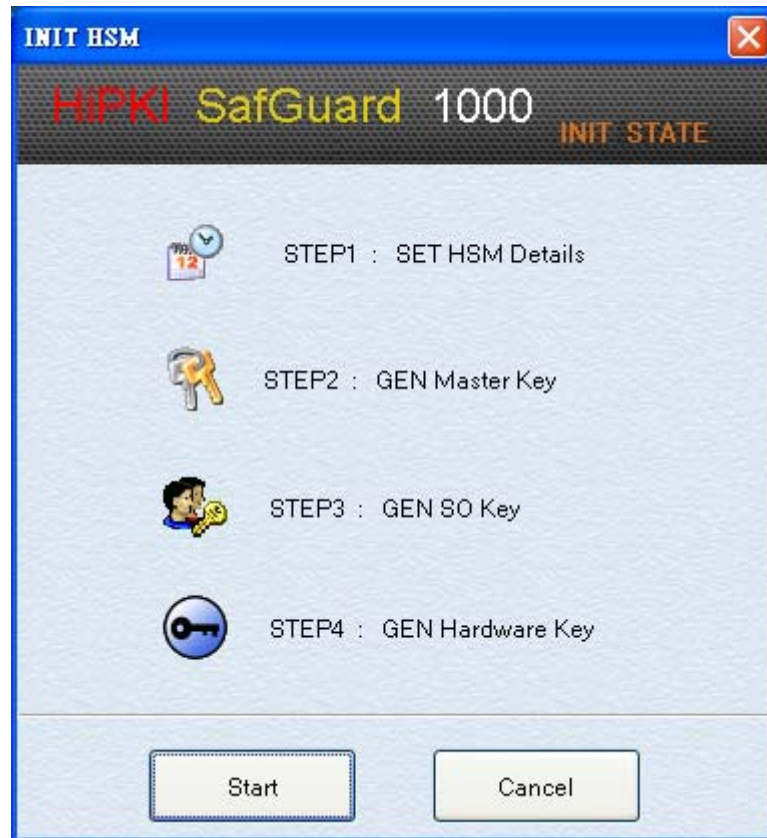 INIT HSM
HiPKI SafGuard 1000 INIT STATE
12
STEP1 : SET HSM Details
STEP2 : GEN Master Key
STEP3 : GEN SO Key
STEP4 : GEN Hardware Key
Start Cancel